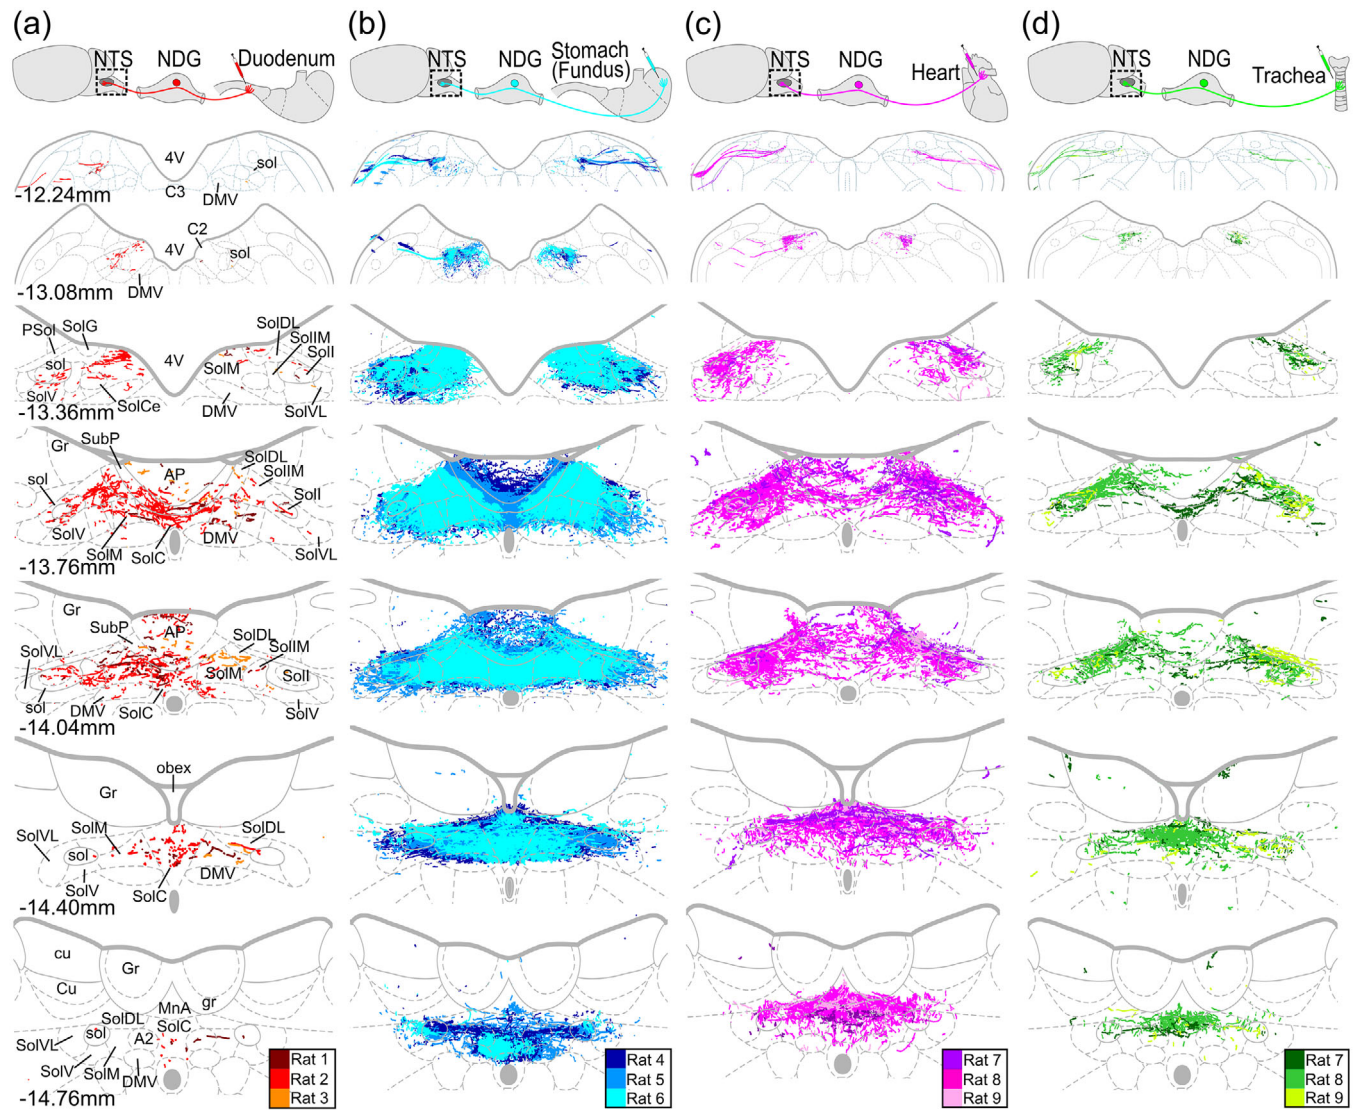 (a)
(b)
(c)
(d)
NTS NDG Duodenum
NTS NDG Stomach
(Fundus)
NTS NDG Heart
NTS NDG Trachea
4V
sol
C3
DMV
-12.24mm
C2
4V
sol
DMV
-13.08mm
PSol SolG
SolDL
SolIM
SolI
sol
4V
SolM
SolV
SolCe
DMV
SolVL
-13.36mm
Gr SubP
SolDL
AP
SolIM
sol
SolI
SolV
DMV
SolM SolC
SolVL
-13.76mm
Gr
SubP
AP
SolDL
SolIM
SolVL
SolM
SolI
sol
DMV
SolC
SolV
-14.04mm
obex
Gr
SolVL
SolM
SolDL
sol
DMV
SolV
SolC
-14.40mm
cu
Gr
Cu
MnA
gr
SolDL
SolC
sol
A2
SolVL
SolV
SolM
DMV
-14.76mm
Rat 1
Rat 2
Rat 3
Rat 4
Rat 5
Rat 6
Rat 7
Rat 8
Rat 9
Rat 7
Rat 8
Rat 9